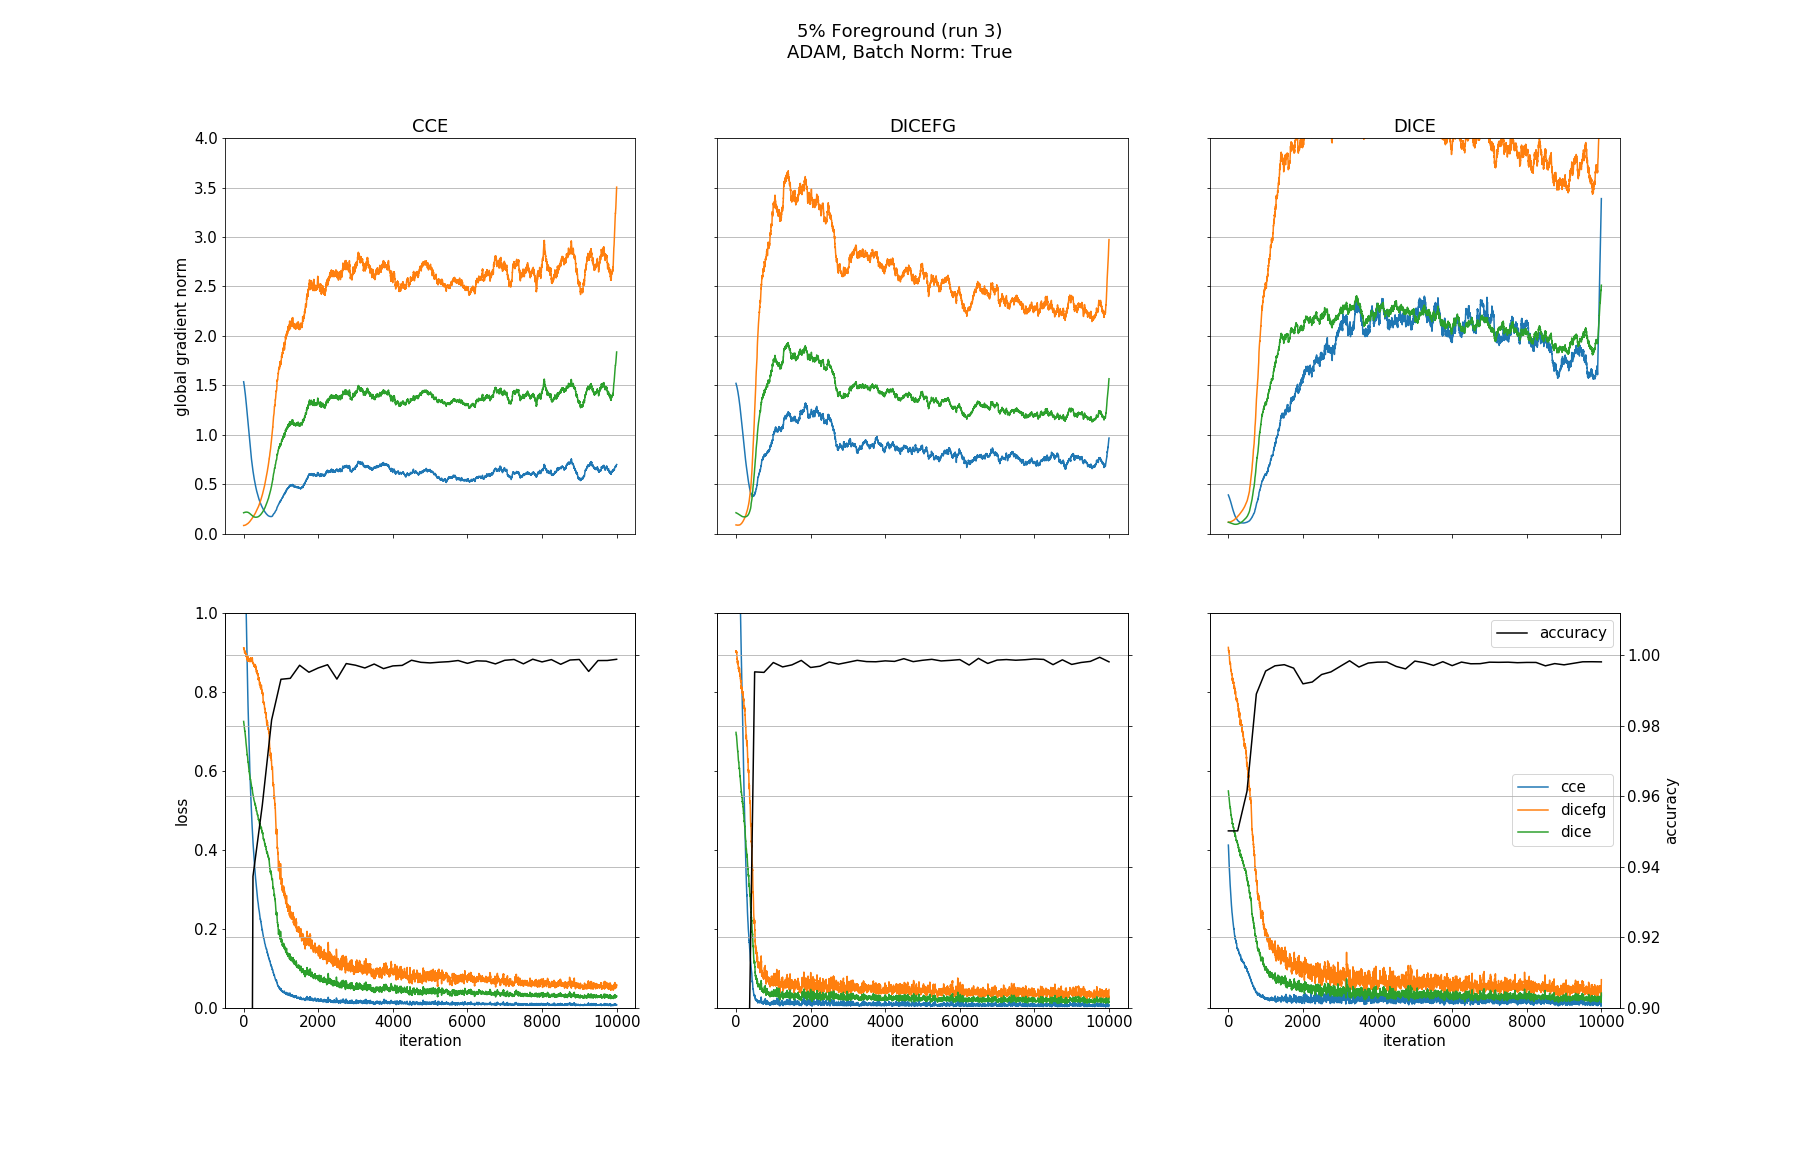 5% Foreground (run 3)
ADAM, Batch Norm: True
CCE
DICEFG
DICE
global gradient norm
4.0
3.5
3.0
2.5
2.0
1.5
1.0
0.5
0.0
loss
1.0
0.8
0.6
0.4
0.2
0.0
0 2000 4000 6000 8000 10000
iteration
0 2000 4000 6000 8000 10000
iteration
0 2000 4000 6000 8000 10000
iteration
accuracy
cce
dicefg
dice
1.00
0.98
0.96
0.94
0.92
0.90
accuracy